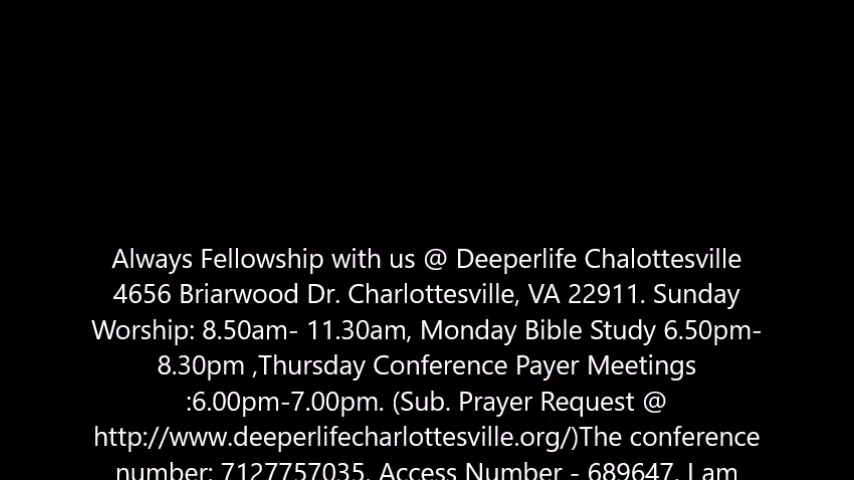 Always Fellowship with us @ Deeperlife Chalottesville
4656 Briarwood Dr. Charlottesville, VA 22911. Sunday
Worship: 8.50am- 11.30am, Monday Bible Study 6.50pm-
8.30pm ,Thursday Conference Payer Meetings
:6.00pm-7.00pm. (Sub. Prayer Request @
http://www.deeperlifecharlottesville.org/)The conference
number: 7127757035. Access Number - 689647. I am